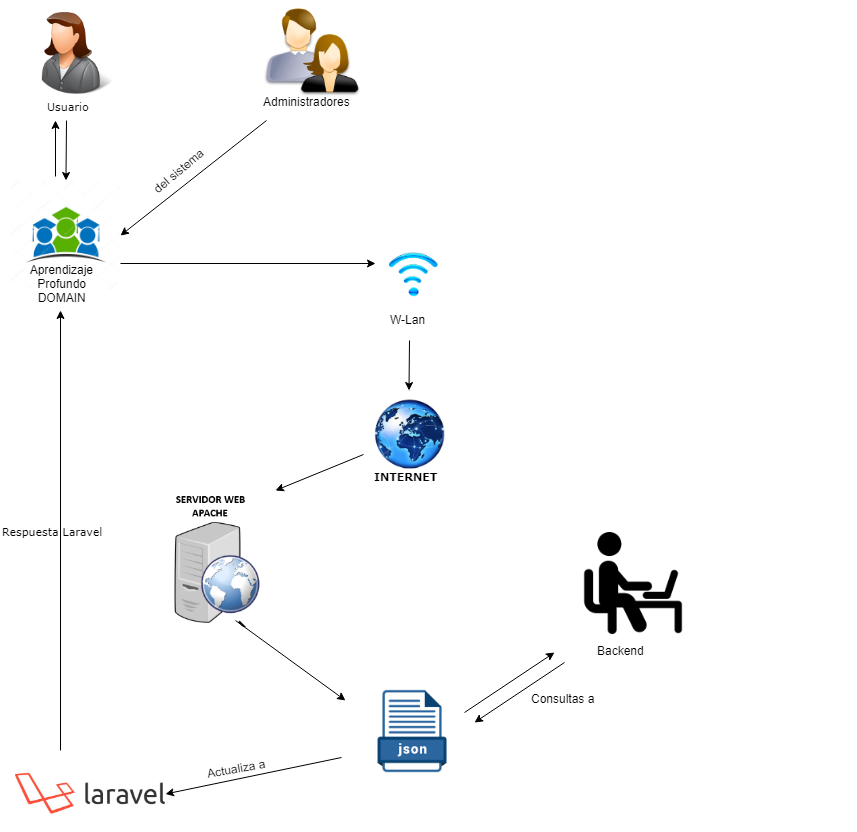 Usuario
Administradores
del sistema
Aprendizaje
Profundo
DOMAIN
W-Lan
INTERNET
SERVIDOR WEB
APACHE
Respuesta Laravel
Backend
Consultas a
json
Actualiza a
laravel